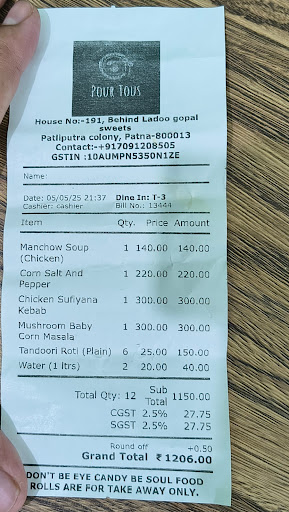 POUR TOUS
House No:-191, Behind Ladoo gopal
sweets
Patliputra colony, Patna-800013
Contact:-+917091208505
GSTIN :10AUMPN5350N1ZE
Name:
Date: 05/05/25 21:37 Dine In: T-3
Cashier: cashier Bill No.: 13444
Item Qty. Price Amount
Manchow Soup 1 140.00 140.00
(Chicken)
Corn Salt And 1 220.00 220.00
Pepper
Chicken Sufiyana 1 300.00 300.00
Kebab
Mushroom Baby 1 300.00 300.00
Corn Masala
Tandoori Roti (Plain) 6 25.00 150.00
Water (1 ltrs) 2 20.00 40.00
Total Qty: 12 Sub Total 1150.00
CGST 2.5% 27.75
SGST 2.5% 27.75
Round off +0.50
Grand Total ₹ 1206.00
DON'T BE EYE CANDY BE SOUL FOOD
ROLLS ARE FOR TAKE AWAY ONLY.